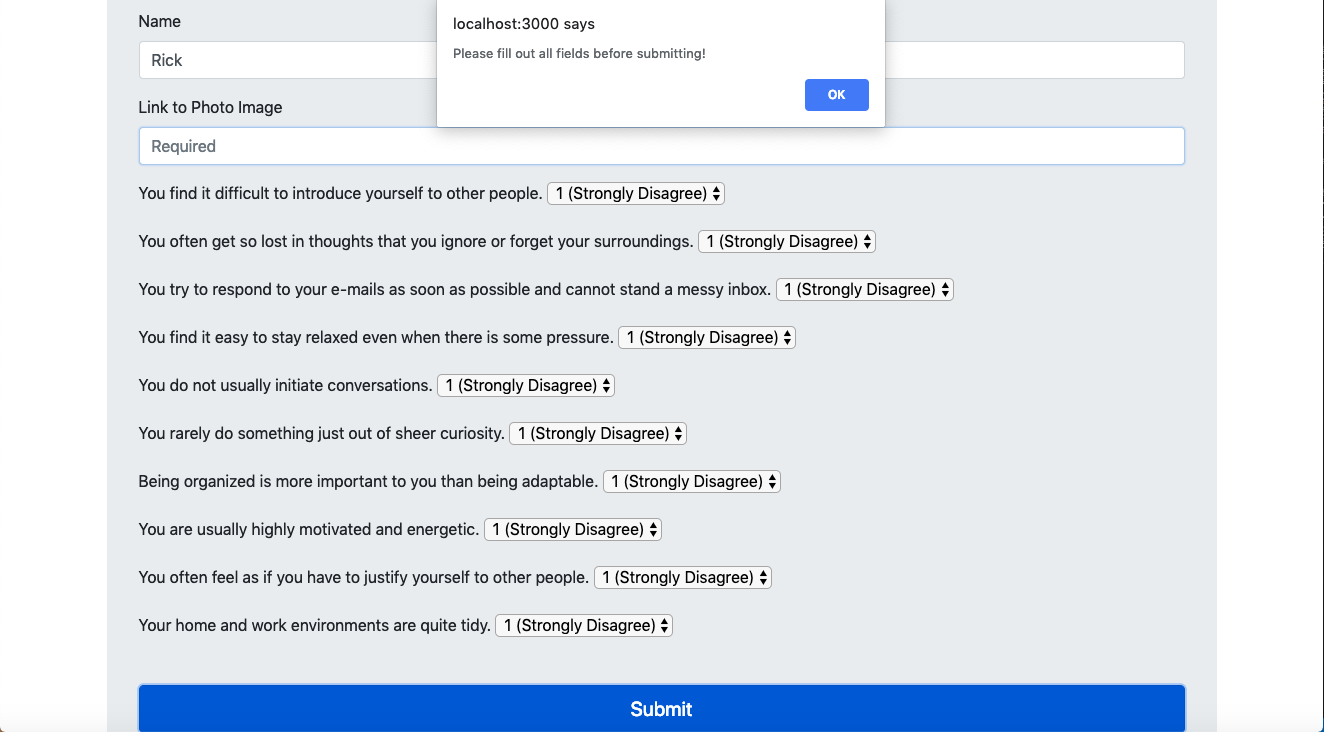 localhost:3000 says
Please fill out all fields before submitting!
OK
Name
Rick
Link to Photo Image
Required
You find it difficult to introduce yourself to other people. 1 (Strongly Disagree)
You often get so lost in thoughts that you ignore or forget your surroundings. 1 (Strongly Disagree)
You try to respond to your e-mails as soon as possible and cannot stand a messy inbox. 1 (Strongly Disagree)
You find it easy to stay relaxed even when there is some pressure. 1 (Strongly Disagree)
You do not usually initiate conversations. 1 (Strongly Disagree)
You rarely do something just out of sheer curiosity. 1 (Strongly Disagree)
Being organized is more important to you than being adaptable. 1 (Strongly Disagree)
You are usually highly motivated and energetic. 1 (Strongly Disagree)
You often feel as if you have to justify yourself to other people. 1 (Strongly Disagree)
Your home and work environments are quite tidy. 1 (Strongly Disagree)
Submit